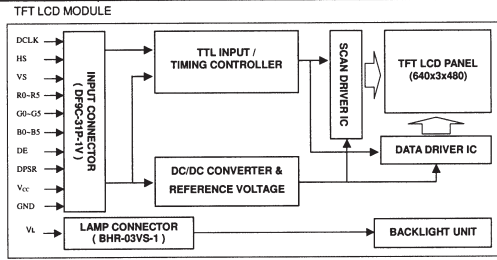 TFT LCD MODULE
DCLK
HS
VS
R0~R5
G0~G5
B0~B5
DE
DPSR
VCC
GND
VL
INPUT CONNECTOR
( DF9C-31P-1V )
TTL INPUT /
TIMING CONTROLLER
SCAN DRIVER IC
TFT LCD PANEL
(640x3x480)
DATA DRIVER IC
DC/DC CONVERTER &
REFERENCE VOLTAGE
LAMP CONNECTOR
( BHR-03VS-1 )
BACKLIGHT UNIT